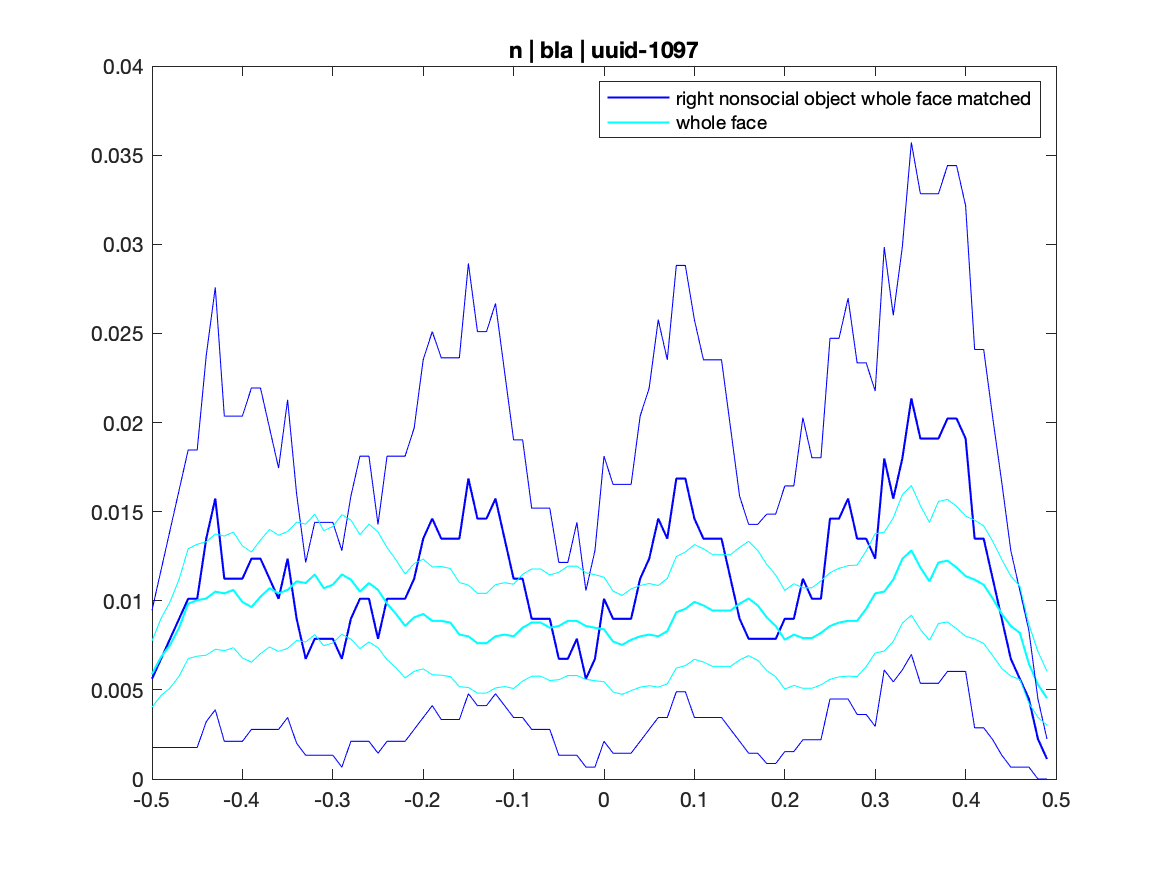 n | bla | uuid-1097
0.04
0.035
0.03
0.025
0.02
0.015
0.01
0.005
0
right nonsocial object whole face matched
whole face
-0.5 -0.4 -0.3 -0.2 -0.1 0 0.1 0.2 0.3 0.4 0.5